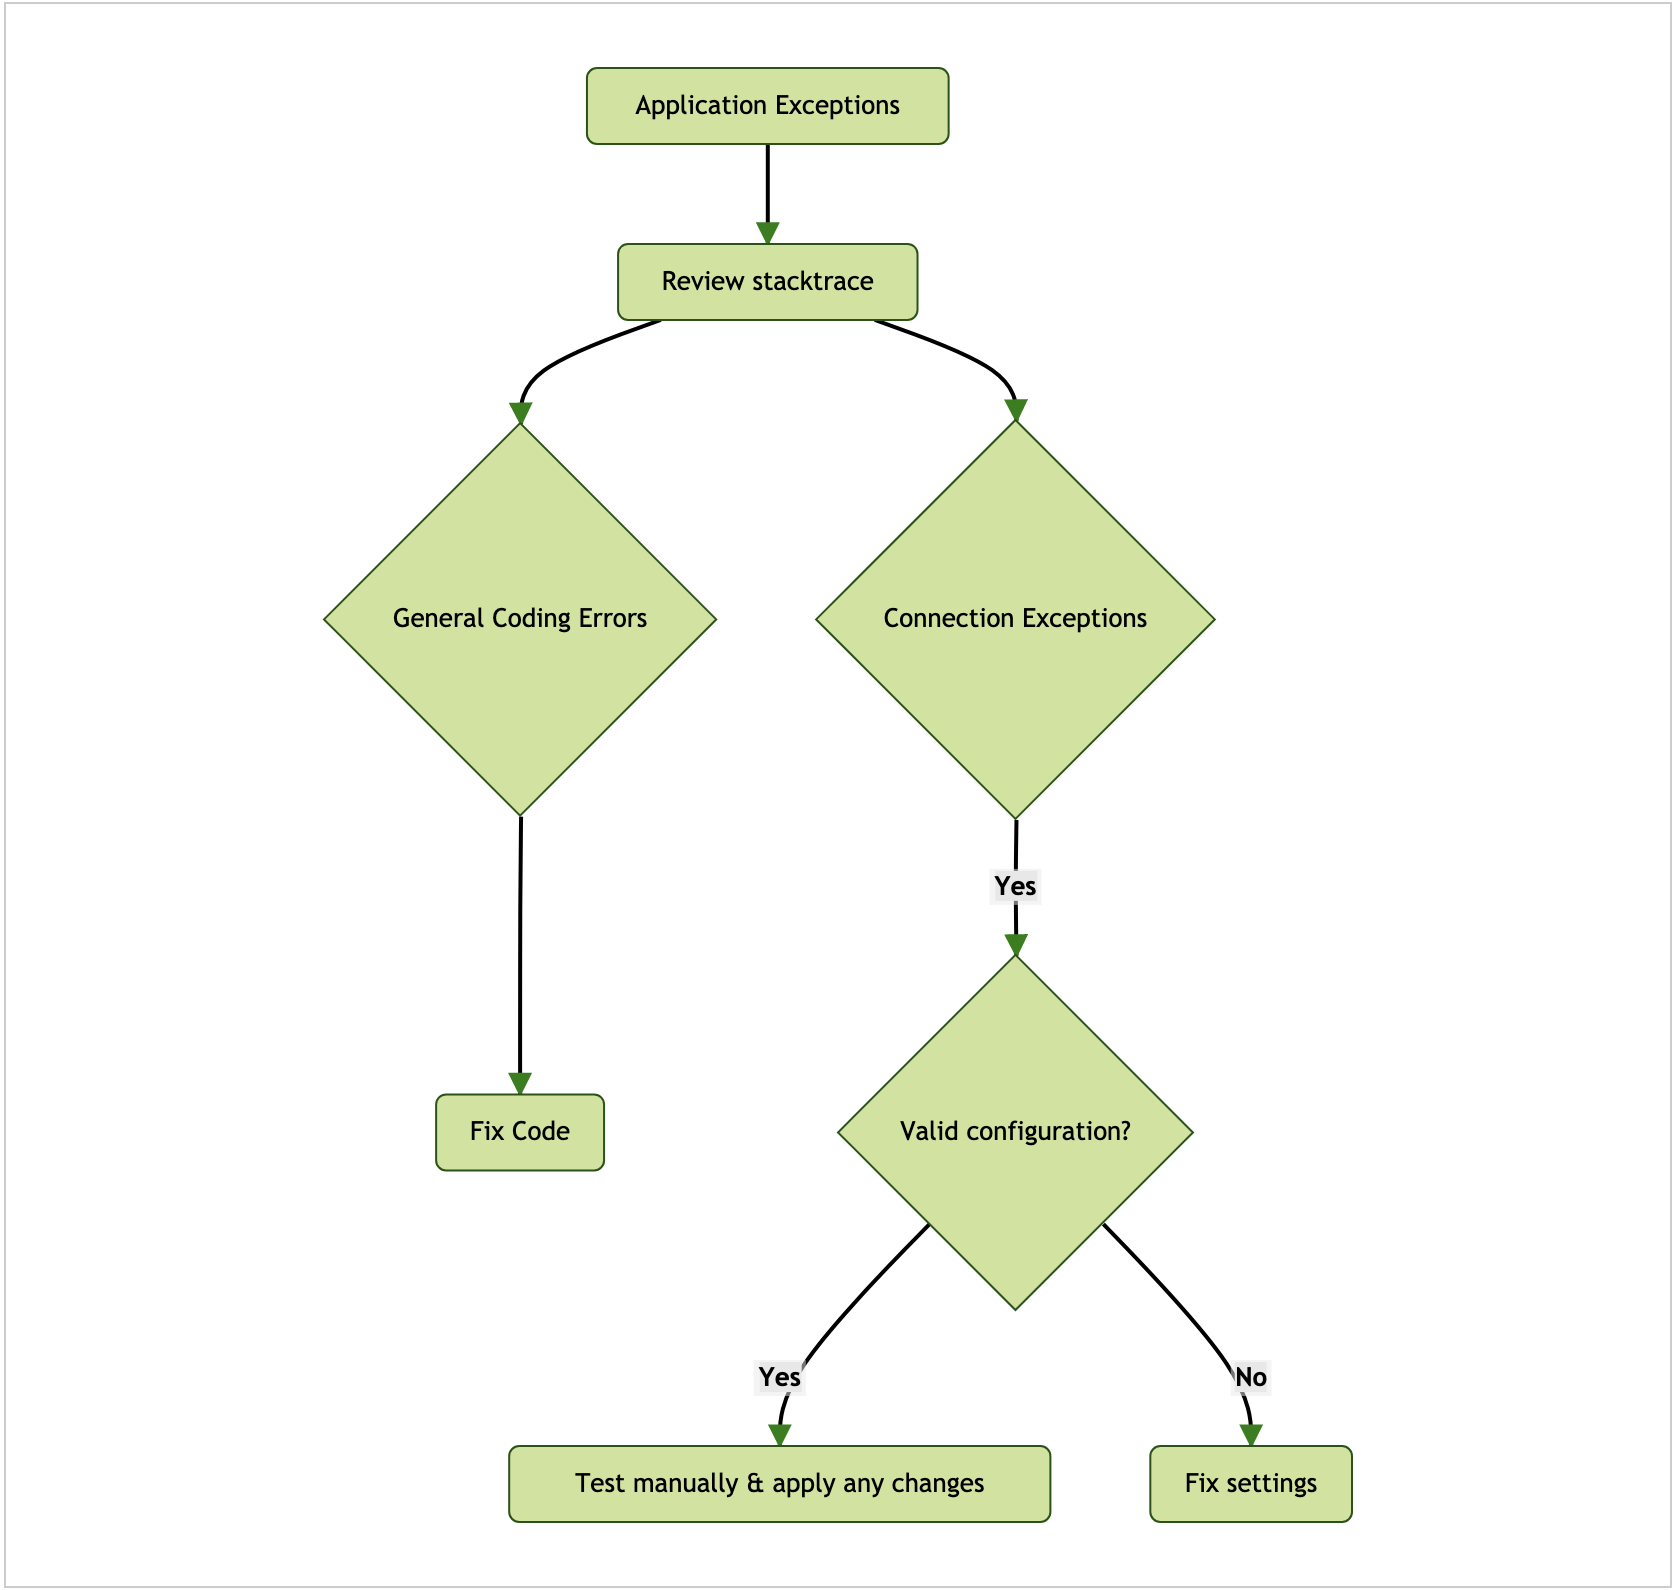 Application Exceptions
Review stacktrace
General Coding Errors
Connection Exceptions
Yes
Fix Code
Valid configuration?
Yes
No
Test manually & apply any changes
Fix settings